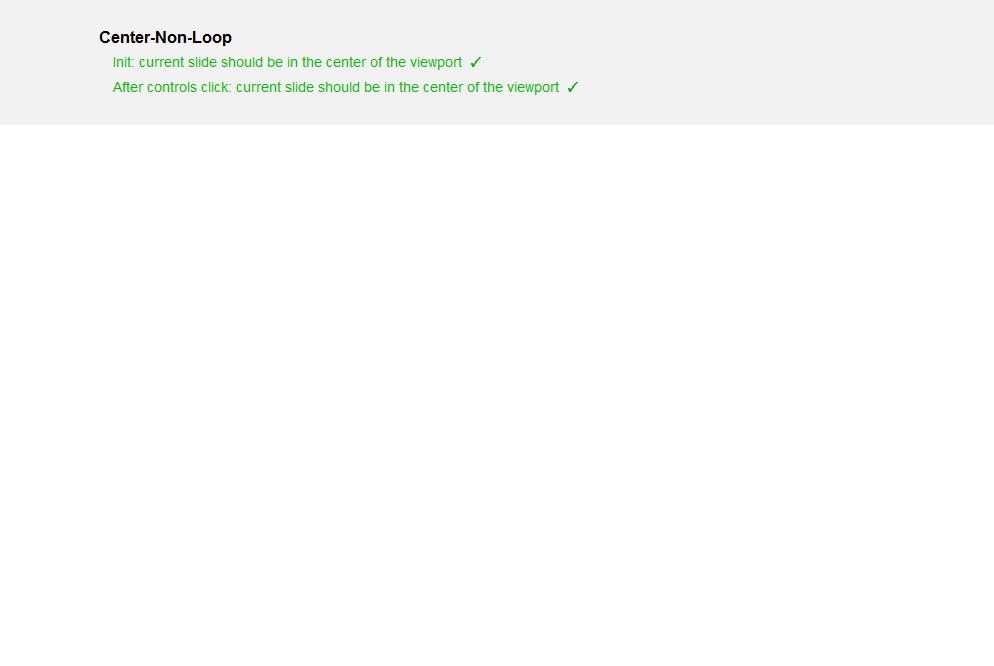 Center-Non-Loop
Init: current slide should be in the center of the viewport ✓
After controls click: current slide should be in the center of the viewport ✓